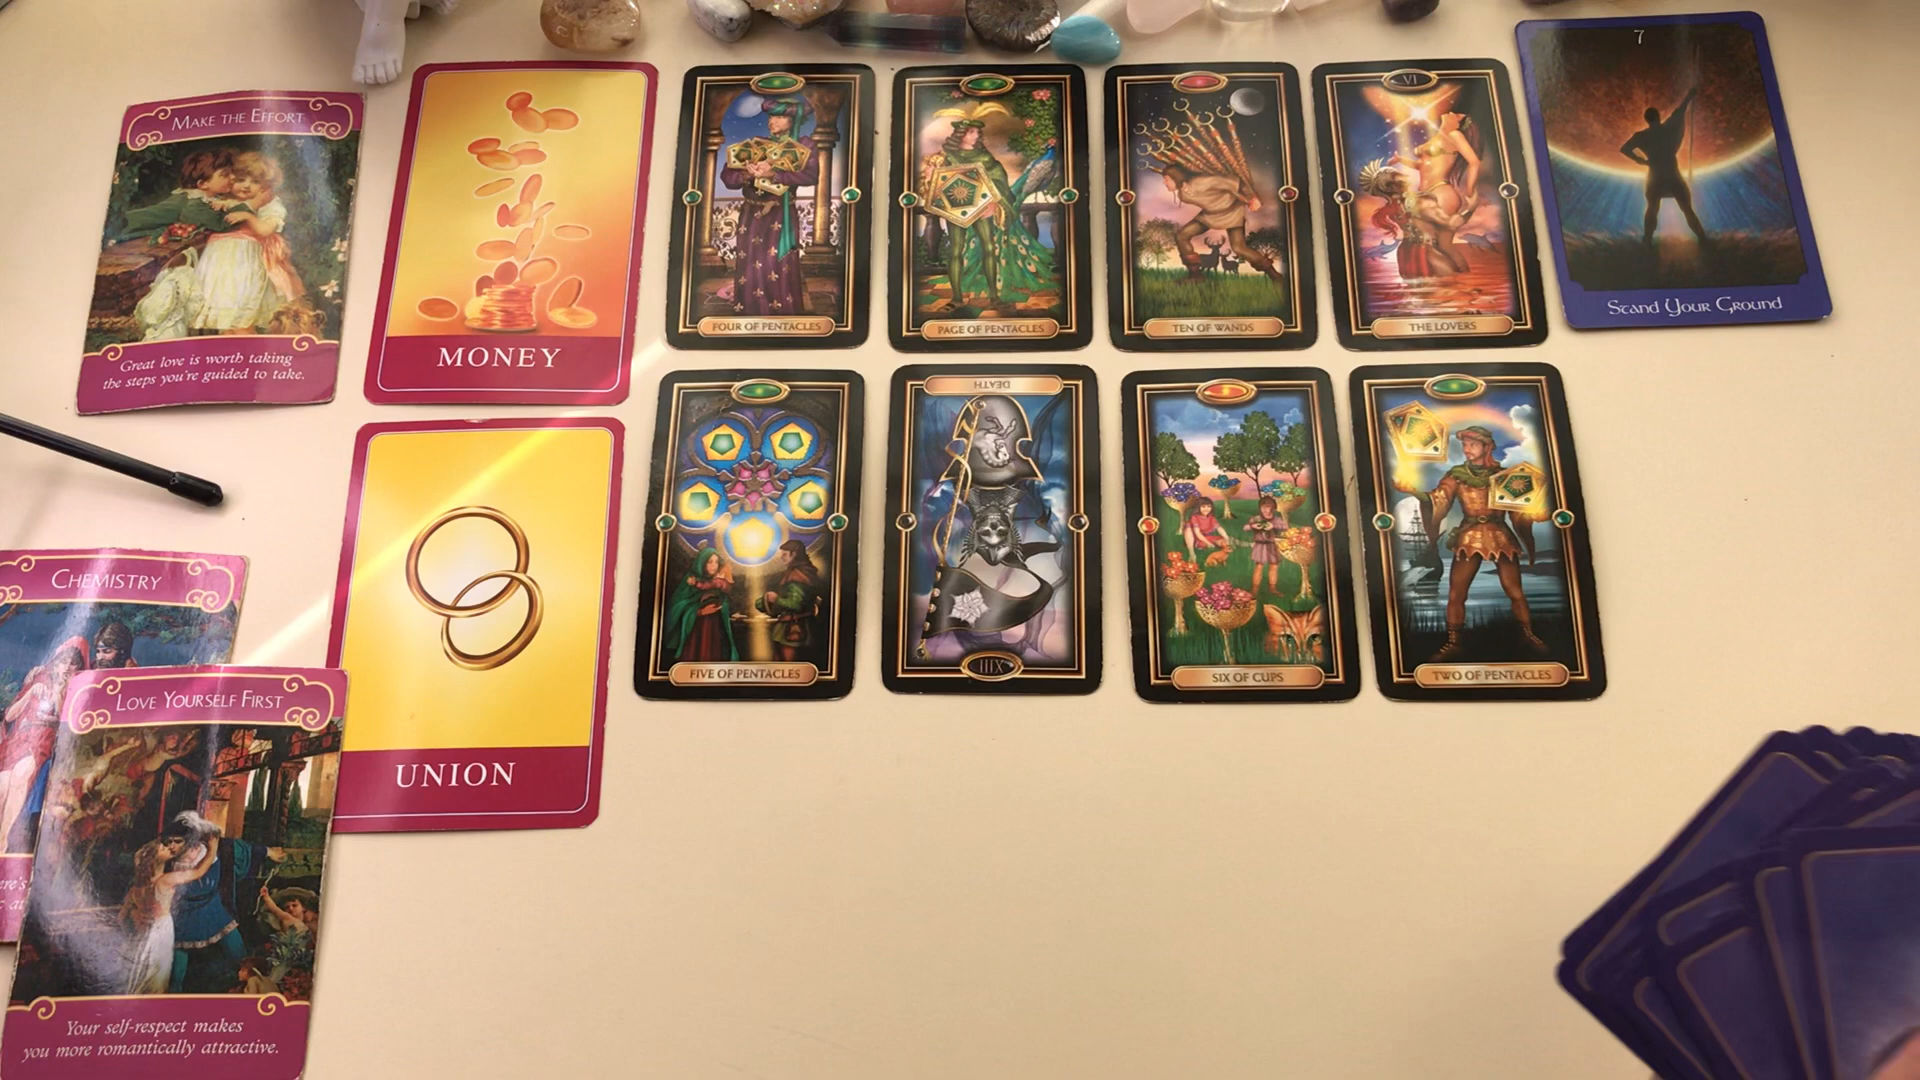 MAKE THE EFFORT
Great love is worth taking
the steps you're guided to take.
MONEY
FOUR OF PENTACLES
PAGE OF PENTACLES
TEN OF WANDS
VI
THE LOVERS
7
Stand Your Ground
CHEMISTRY
LOVE YOURSELF FIRST
Your self-respect makes
you more romantically attractive.
UNION
FIVE OF PENTACLES
DEATH
XIII
SIX OF CUPS
TWO OF PENTACLES